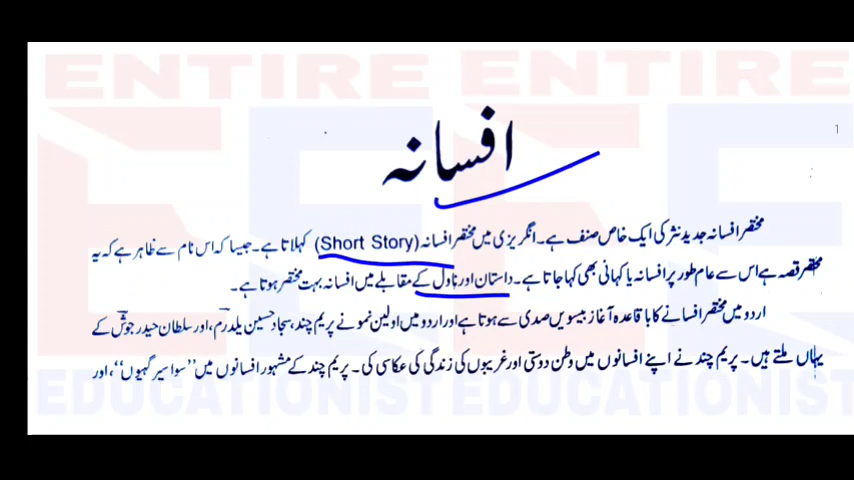 ENTIRE ENTIRE
افسانہ
مختصر افسانہ جدید نثر کی ایک خاص صنف ہے۔ انگریزی میں مختصر افسانہ (Short Story) کہلاتا ہے۔ جیسا کہ اس نام سے ظاہر ہے کہ یہ
مختصر قصہ ہے اس سے عام طور پر افسانہ یا کہانی بھی کہا جاتا ہے۔ داستان اور ناول کے مقابلے میں افسانہ بہت مختصر ہوتا ہے۔
اردو میں مختصر افسانے کا باقاعدہ آغاز بیسویں صدی سے ہوتا ہے اور اردو میں اولین نمونے پریم چند، سجاد حسین یلدرم، اور سلطان حیدر جوش کے
یہاں ملتے ہیں۔ پریم چند نے اپنے افسانوں میں وطن دوستی اور غریبوں کی زندگی کی عکاسی کی۔ پریم چند کے مشہور افسانوں میں ”سوا سیر گیہوں“، اور
EDUCATIONIST EDUCATIONIST